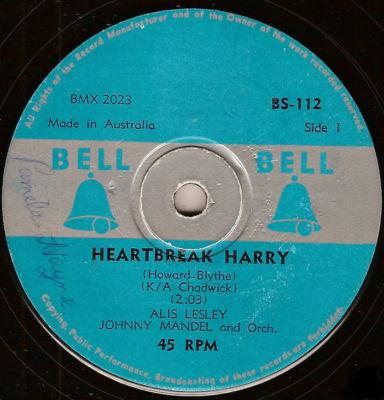 All Rights of the Record Manufacturer and of the Owner of the work recorded reserved.
BMX 2023
BS-112
Made in Australia
Side 1
BELL BELL
Pamela Wayne
HEARTBREAK HARRY
(Howard-Blythe)
(K/A Chadwick)
(2:03)
ALIS LESLEY
JOHNNY MANDEL and Orch.
45 RPM
Copying, Public Performance, Broadcasting of these records are forbidden.